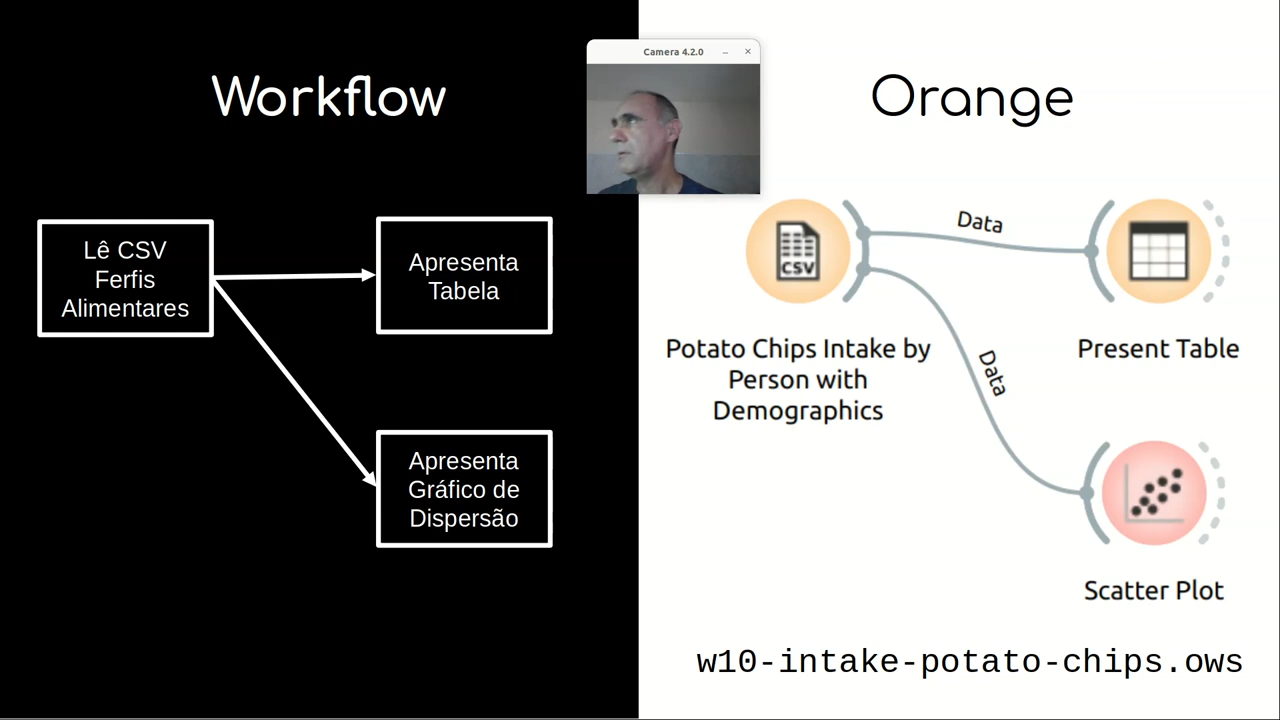 Workflow
Camera 4.2.0
Orange
Lê CSV
Ferfis
Alimentares
Apresenta
Tabela
Apresenta
Gráfico de
Dispersão
CSV
Data
Data
Potato Chips Intake by
Person with
Demographics
Present Table
Scatter Plot
w10-intake-potato-chips.ows